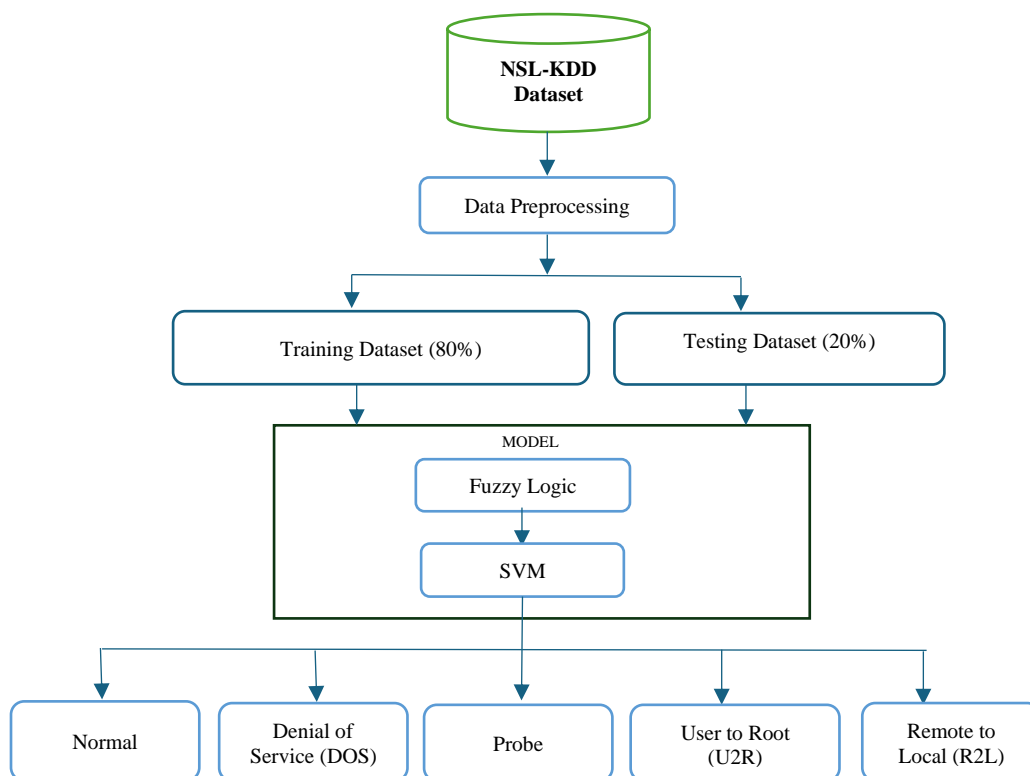 NSL-KDD
Dataset
Data Preprocessing
Training Dataset (80%)
Testing Dataset (20%)
MODEL
Fuzzy Logic
SVM
Normal
Denial of
Service (DOS)
Probe
User to Root
(U2R)
Remote to
Local (R2L)